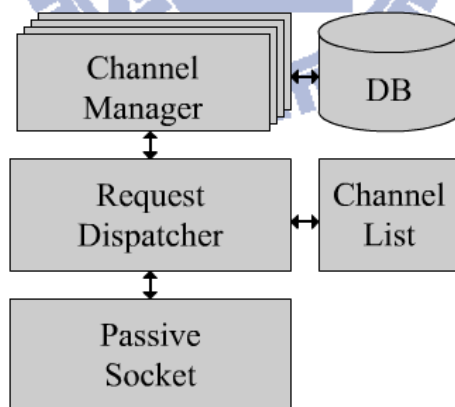 Channel
Manager
DB
Request
Dispatcher
Channel
List
Passive
Socket